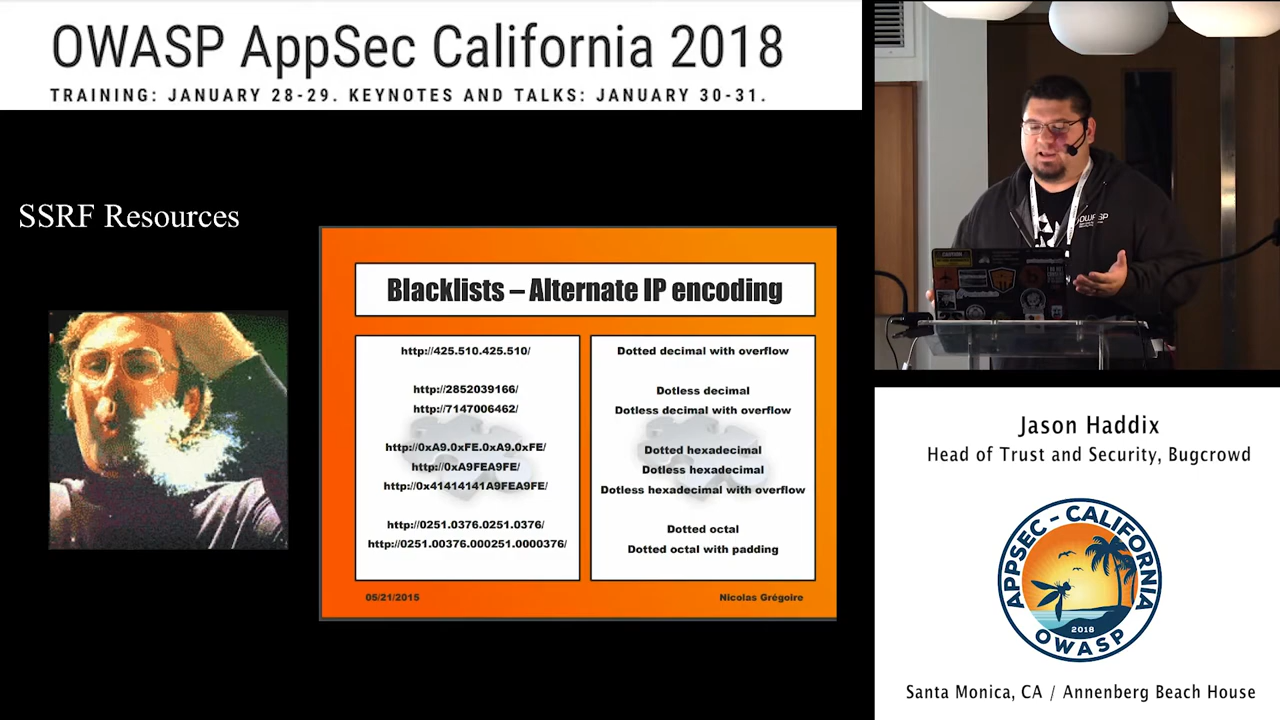 OWASP AppSec California 2018
TRAINING: JANUARY 28-29. KEYNOTES AND TALKS: JANUARY 30-31.
SSRF Resources
Blacklists – Alternate IP encoding
http://425.510.425.510/
Dotted decimal with overflow
http://2852039166/
Dotless decimal
http://7147006462/
Dotless decimal with overflow
http://0xA9.0xFE.0xA9.0xFE/
Dotted hexadecimal
http://0xA9FEA9FE/
Dotless hexadecimal
http://0x41414141A9FEA9FE/
Dotless hexadecimal with overflow
http://0251.0376.0251.0376/
Dotted octal
http://0251.00376.000251.0000376/
Dotted octal with padding
05/21/2015
Nicolas Grégoire
OWASP
Jason Haddix
Head of Trust and Security, Bugcrowd
APPSEC - CALIFORNIA
2018
OWASP
Santa Monica, CA / Annenberg Beach House